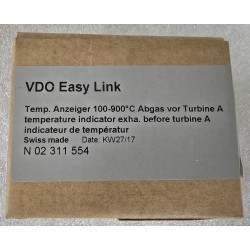 VDO Easy Link
Temp. Anzeiger 100-900°C Abgas vor Turbine A
temperature indicator exha. before turbine A
indicateur de températur
Swiss made Date: KW27/17
N 02 311 554